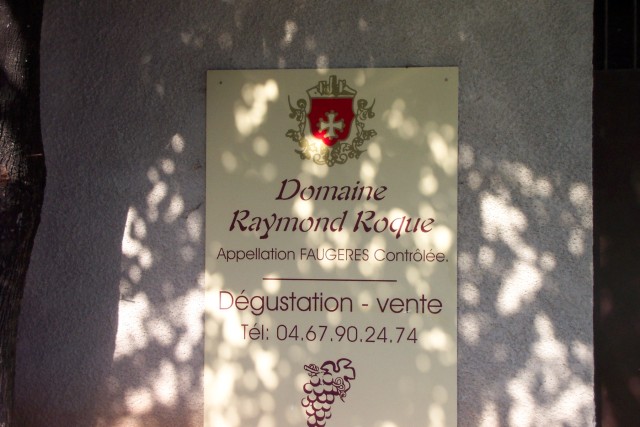 Domaine
Raymond Roque
Appellation FAUGERES Contrôlée.
Dégustation - vente
Tél: 04.67.90.24.74